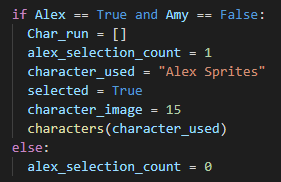 if Alex == True and Amy == False:
    Char_run = []
    alex_selection_count = 1
    character_used = "Alex Sprites"
    selected = True
    character_image = 15
    characters(character_used)
else:
    alex_selection_count = 0